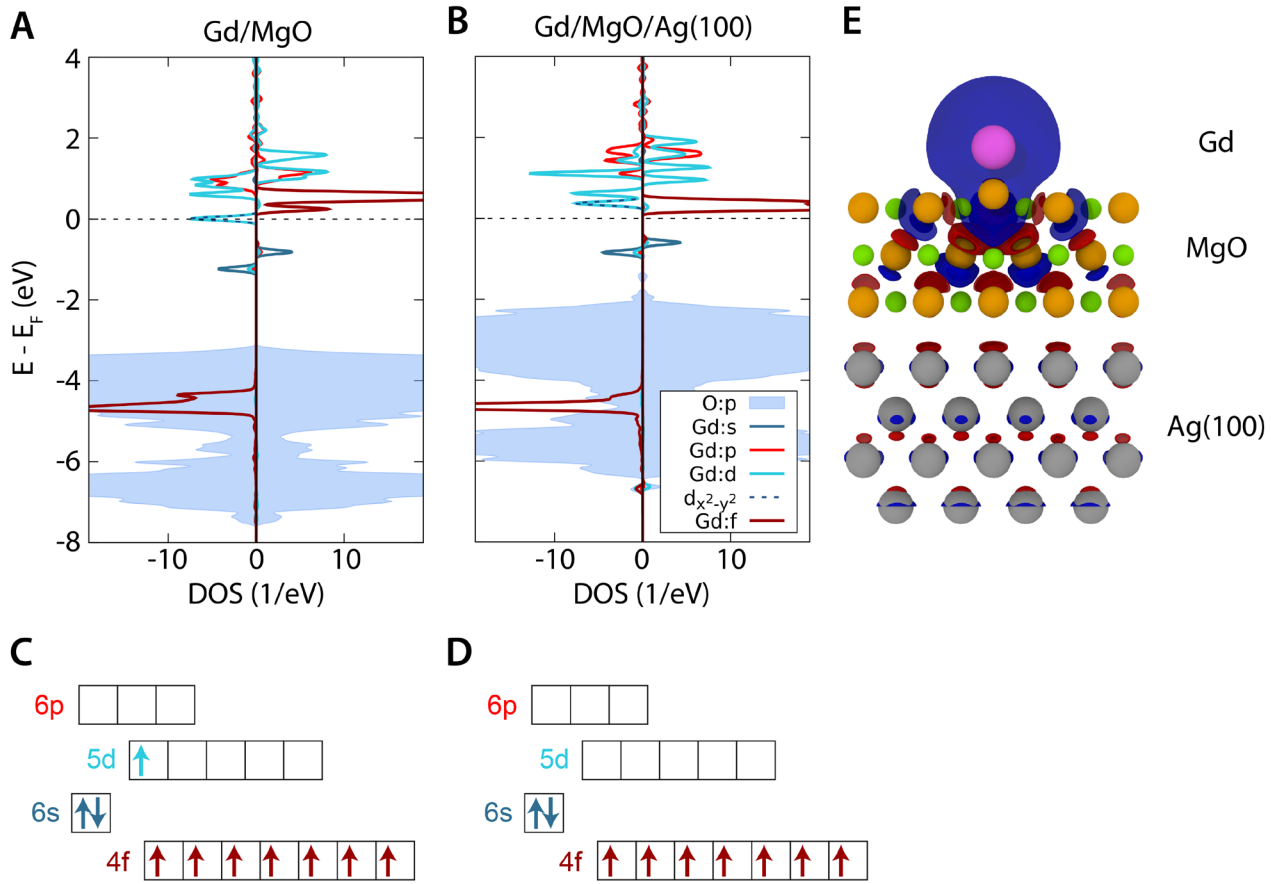 A
Gd/MgO
4
2
0
-2
-4
-6
-8
E - E_F (eV)
-10
0
10
DOS (1/eV)
B
Gd/MgO/Ag(100)
O:p
Gd:s
Gd:p
Gd:d
d_x²-y²
Gd:f
-10
0
10
DOS (1/eV)
E
Gd
MgO
Ag(100)
C
6p
5d
6s
4f
D
6p
5d
6s
4f